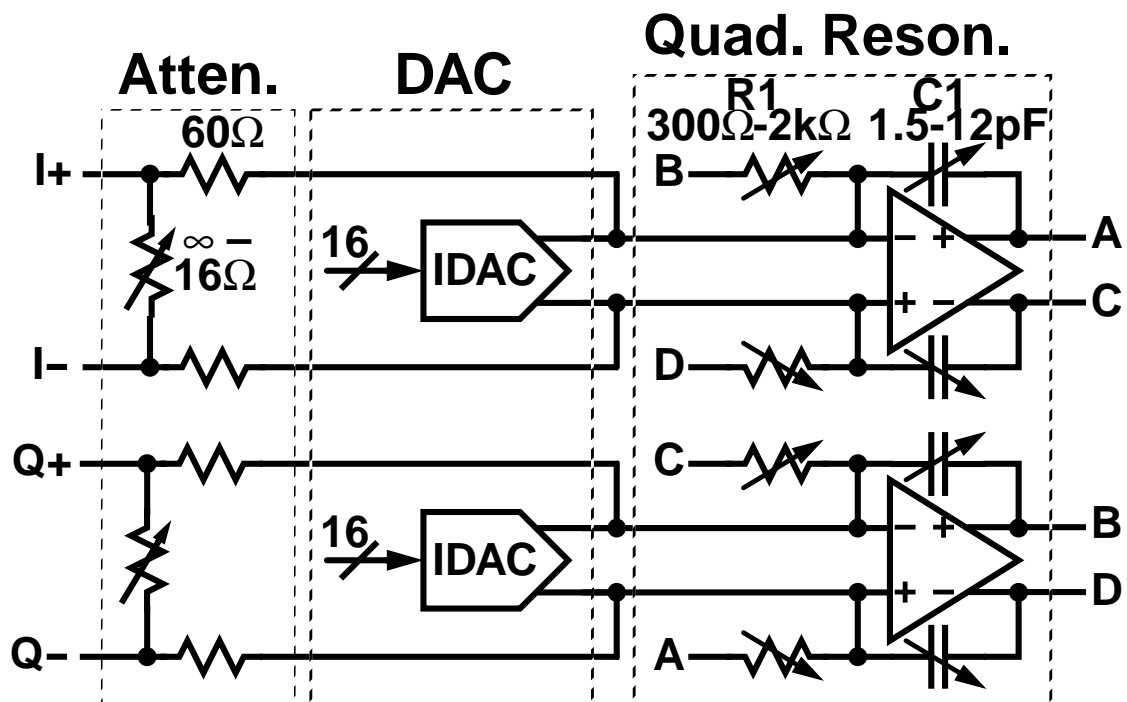 Quad. Reson.
Atten. DAC
R1 C1
60Ω 300Ω-2kΩ 1.5-12pF
I+ B
− +
A
16
∞ −
16Ω
IDAC
+ −
C
I− D
Q+ C
− +
B
16
IDAC
+ −
D
Q− A